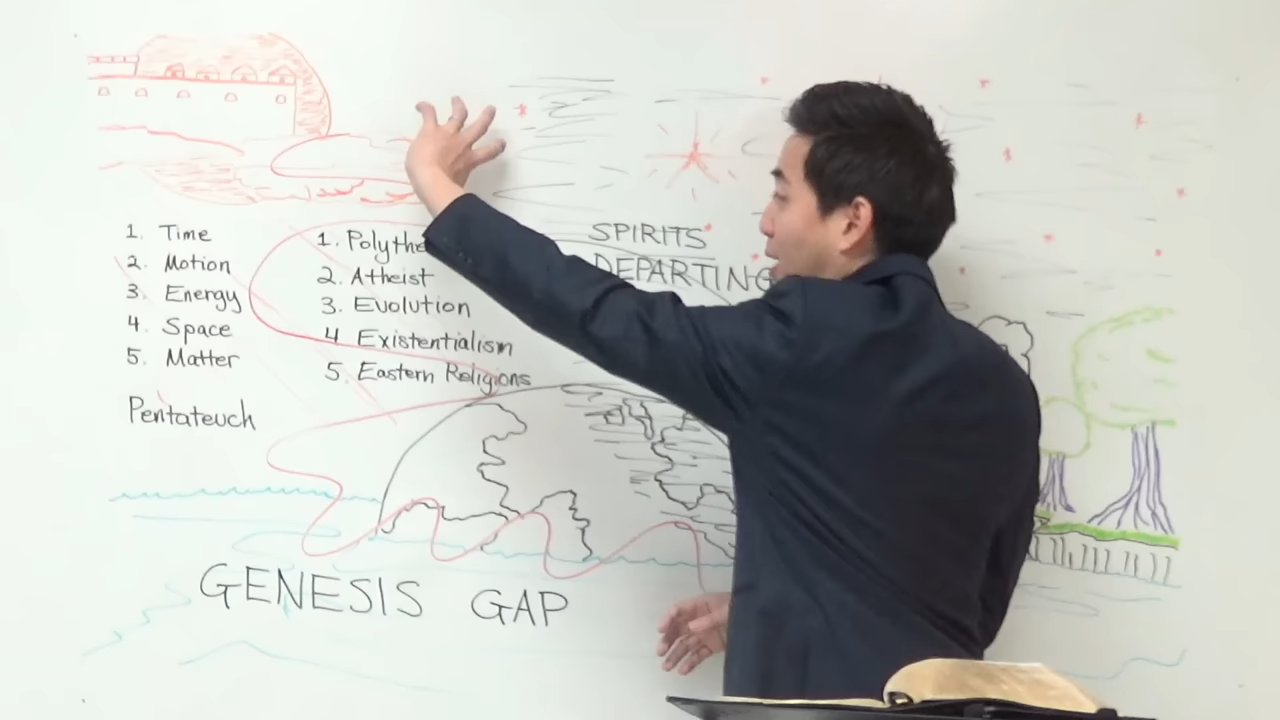 1. Time
2. Motion
3. Energy
4. Space
5. Matter
Pentateuch
1. Polythe
2. Atheist
3. Evolution
4 Existentialism
5. Eastern Religions
SPIRITS
DEPARTING
GENESIS GAP